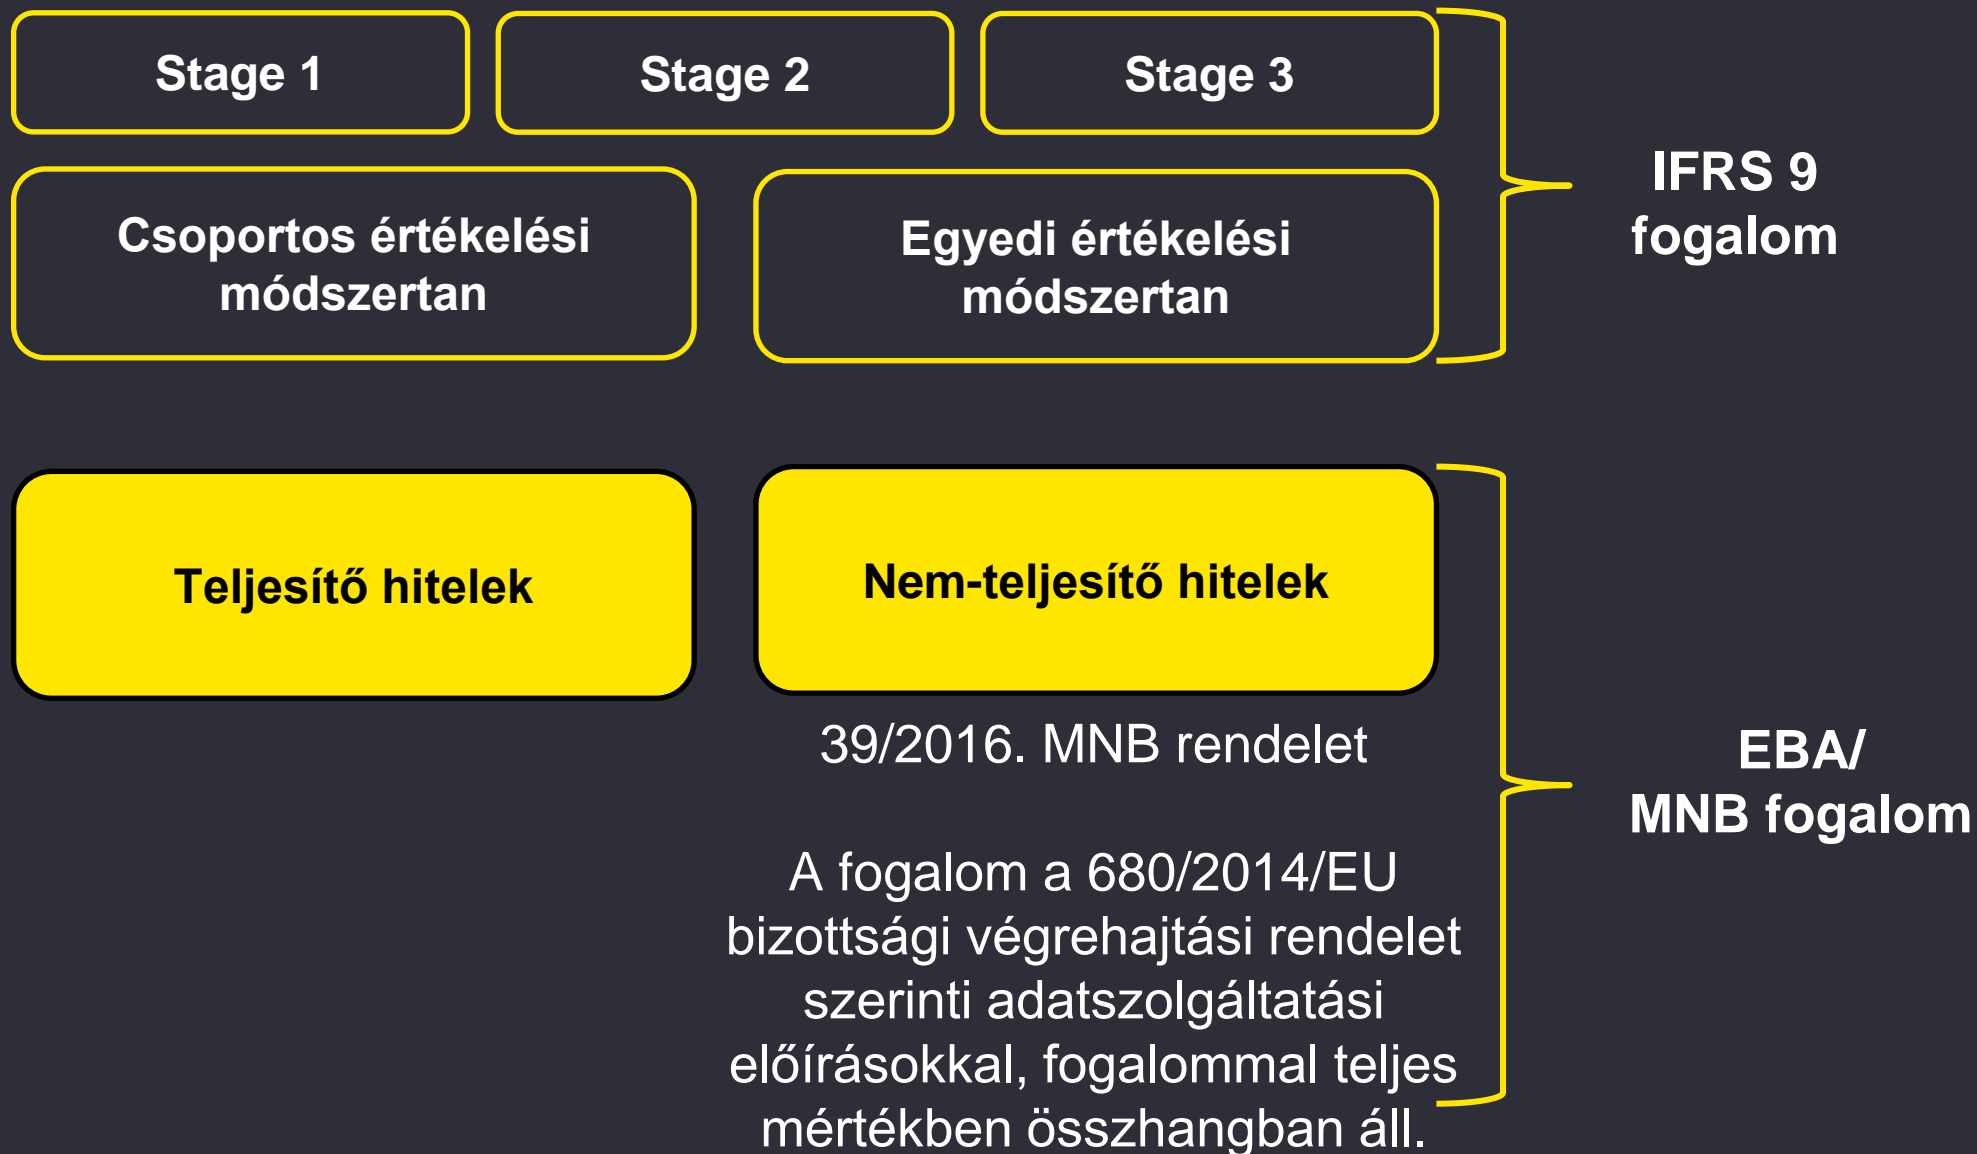 Stage 1
Stage 2
Stage 3
Csoportos értékelési
módszertan
Egyedi értékelési
módszertan
IFRS 9
fogalom
Teljesítő hitelek
Nem-teljesítő hitelek
39/2016. MNB rendelet
A fogalom a 680/2014/EU
bizottsági végrehajtási rendelet
szerinti adatszolgáltatási
előírásokkal, fogalommal teljes
mértékben összhangban áll.
EBA/
MNB fogalom